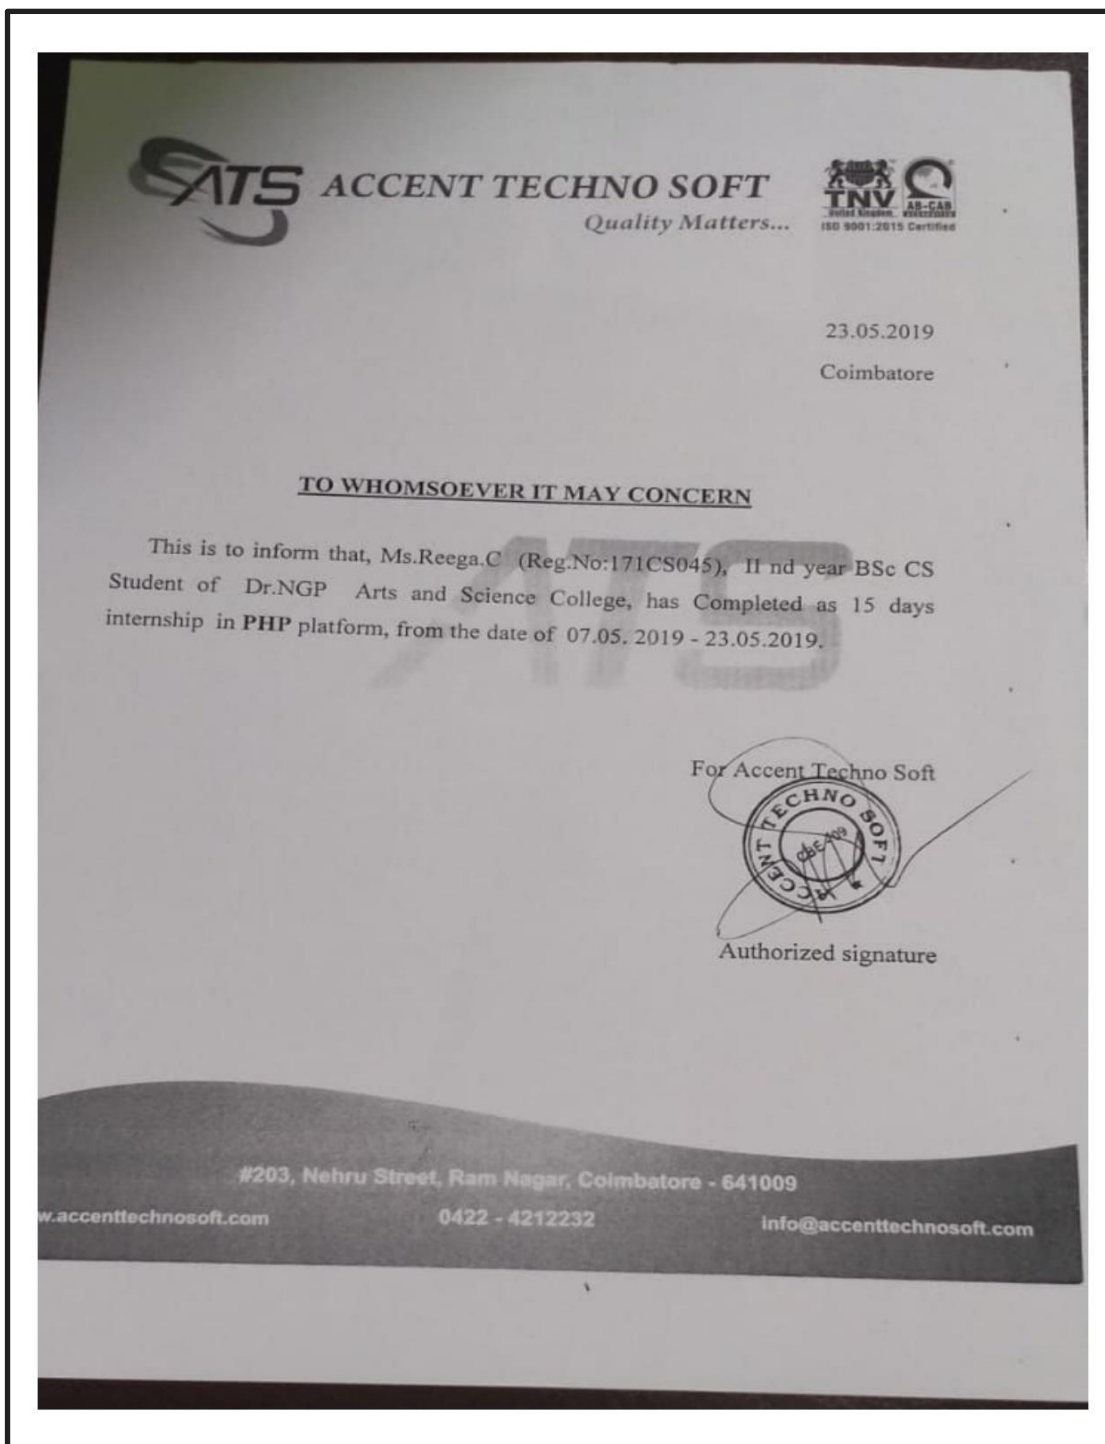 ATS ACCENT TECHNO SOFT
Quality Matters...
TNV
United Kingdom
AB-CAB
ISO 9001:2015 Certified
23.05.2019
Coimbatore
TO WHOMSOEVER IT MAY CONCERN
This is to inform that, Ms.Reega.C (Reg.No:171CS045), II nd year BSc CS
Student of Dr.NGP Arts and Science College, has Completed as 15 days
internship in PHP platform, from the date of 07.05. 2019 - 23.05.2019.
ATS
For Accent Techno Soft
ACCENT TECHNO SOFT
Authorized signature
#203, Nehru Street, Ram Nagar, Coimbatore - 641009
w.accenttechnosoft.com 0422 - 4212232 info@accenttechnosoft.com